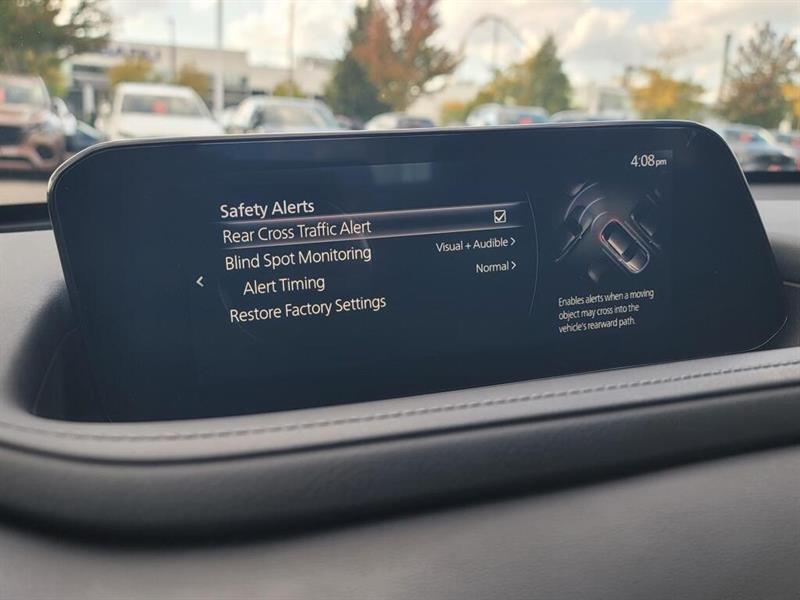 4:08pm
Safety Alerts
Rear Cross Traffic Alert
Blind Spot Monitoring Visual + Audible >
Alert Timing Normal >
Restore Factory Settings
Enables alerts when a moving
object may cross into the
vehicle's rearward path.